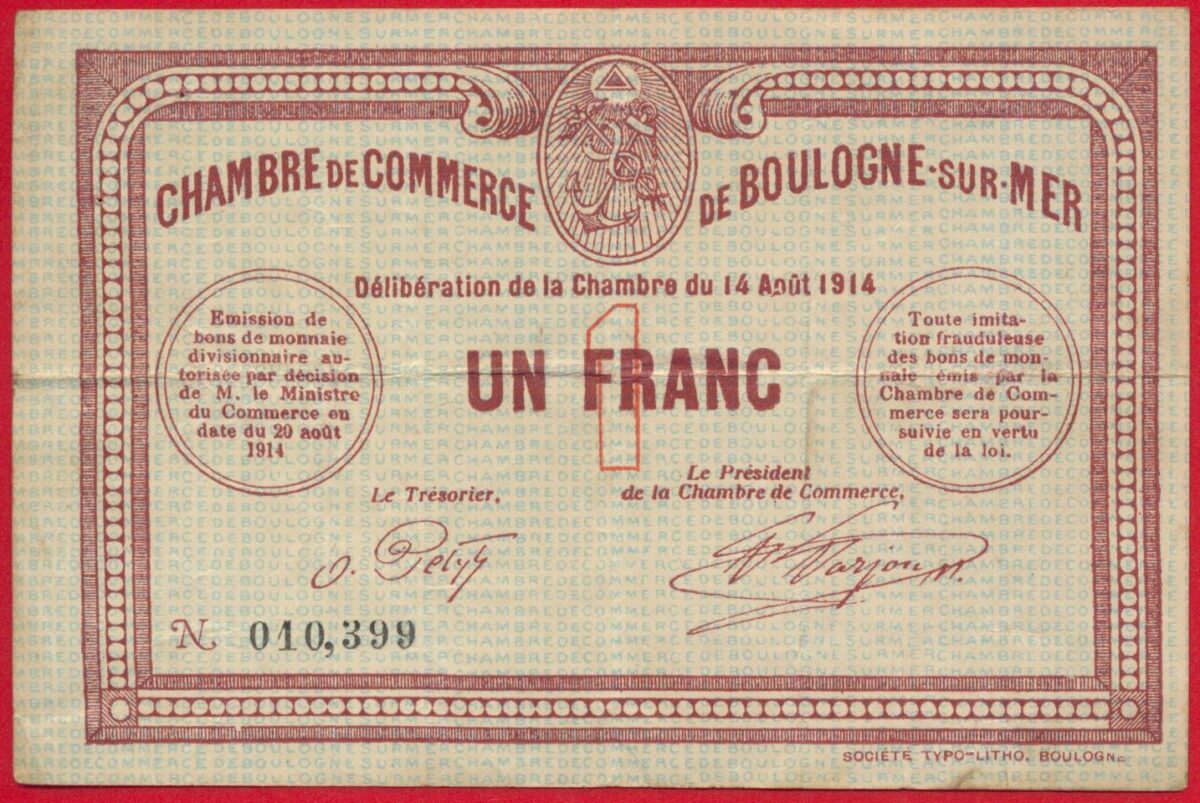 CHAMBRE DE COMMERCE DE BOULOGNE-SUR-MER
Délibération de la Chambre du 14 Août 1914
Emission de
bons de monnaie
divisionnaire au-
torisée par décision
de M. le Ministre
du Commerce en
date du 20 août
1914
1
UN FRANC
Toute imita-
tion frauduleuse
des bons de mon-
naie émis par la
Chambre de Com-
merce sera pour-
suivie en vertu
de la loi.
Le Trésorier,
Le Président
de la Chambre de Commerce,
N. 010,399
SOCIÉTÉ TYPO-LITHO. BOULOGNE